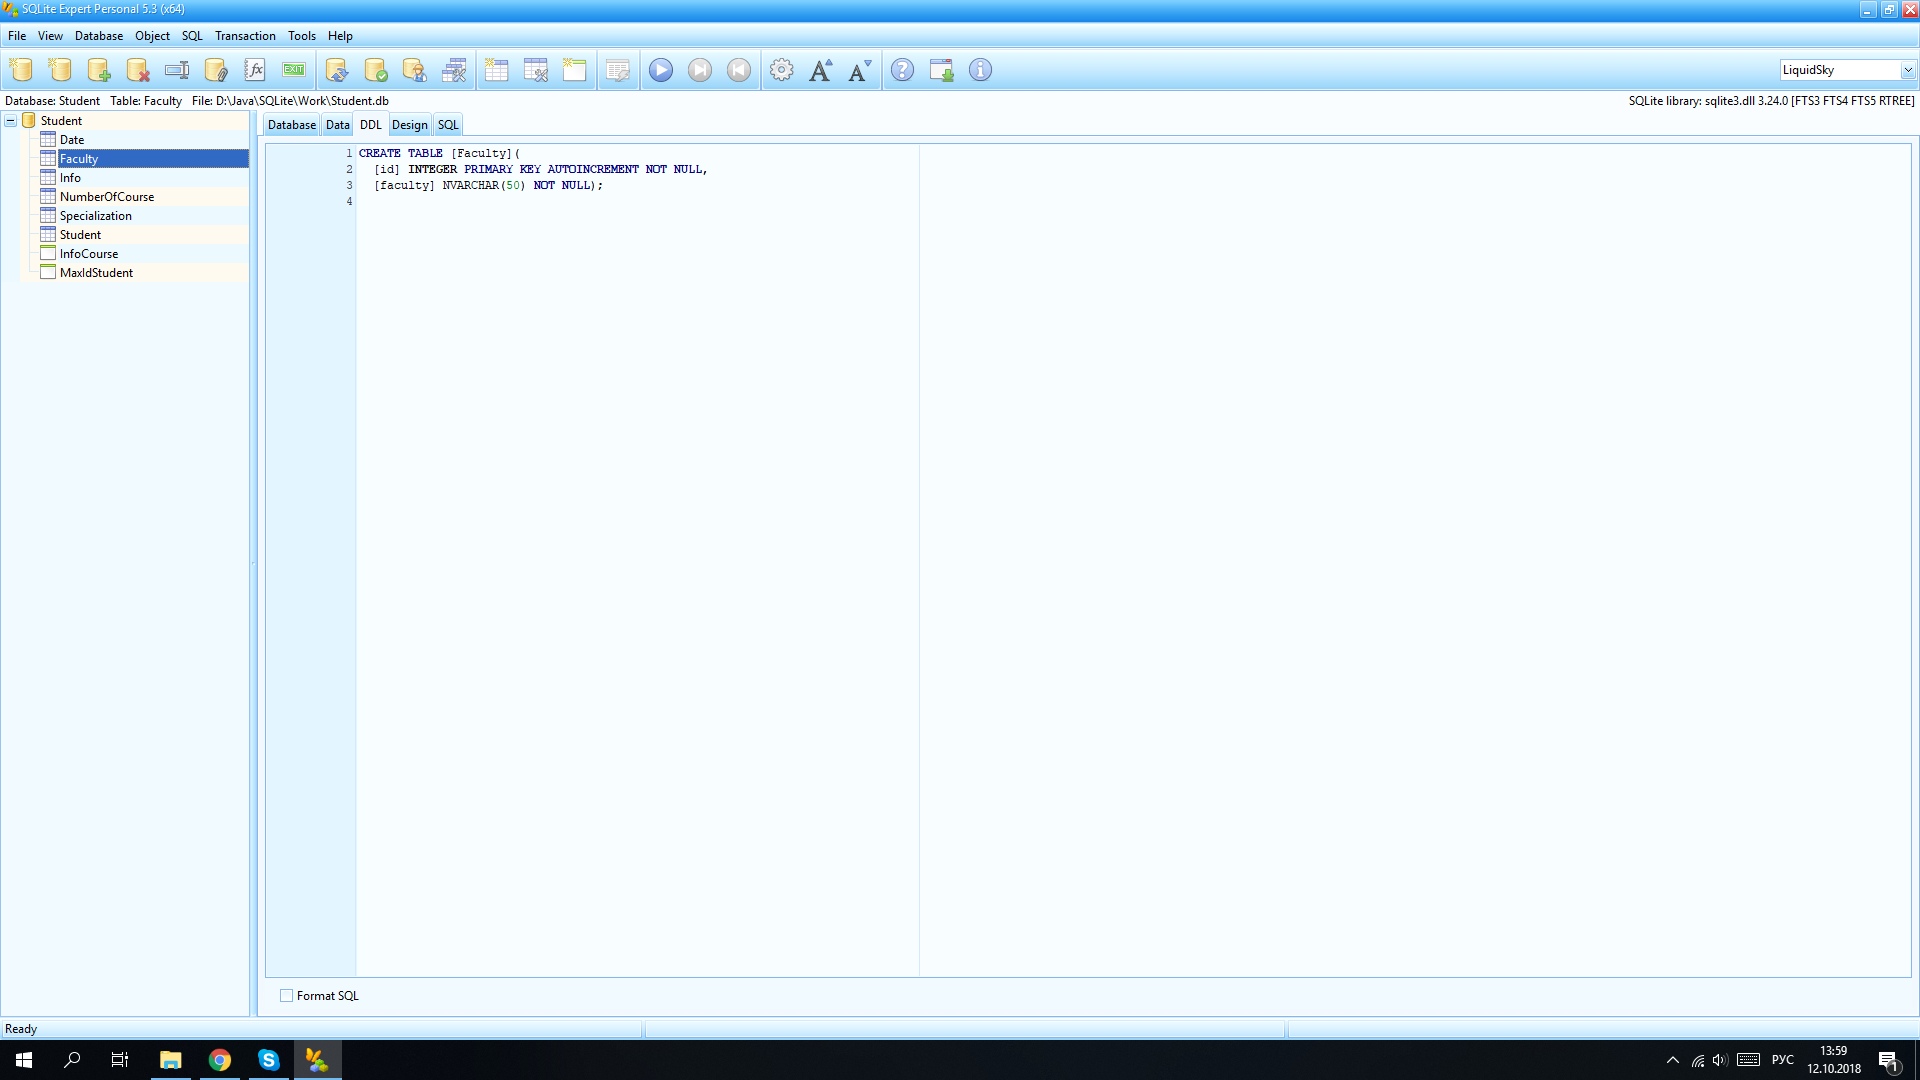 SQLite Expert Personal 5.3 (x64)
File View Database Object SQL Transaction Tools Help
fx EXIT A A ? i LiquidSky
Database: Student Table: Faculty File: D:\Java\SQLite\Work\Student.db SQLite library: sqlite3.dll 3.24.0 [FTS3 FTS4 FTS5 RTREE]
Student
Date
Faculty
Info
NumberOfCourse
Specialization
Student
InfoCourse
MaxIdStudent
Database Data DDL Design SQL
1 CREATE TABLE [Faculty](
2 [id] INTEGER PRIMARY KEY AUTOINCREMENT NOT NULL,
3 [faculty] NVARCHAR(50) NOT NULL);
4
Format SQL
Ready
РУС
13:59
12.10.2018
1